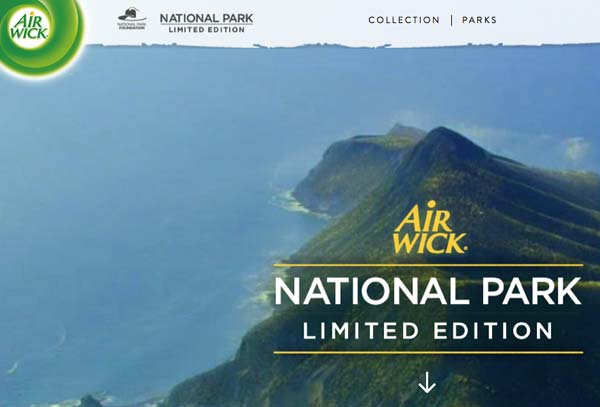 AiR
WICK
NATIONAL PARK
FOUNDATION
NATIONAL PARK
LIMITED EDITION
COLLECTION | PARKS
AiR
WICK
NATIONAL PARK
LIMITED EDITION